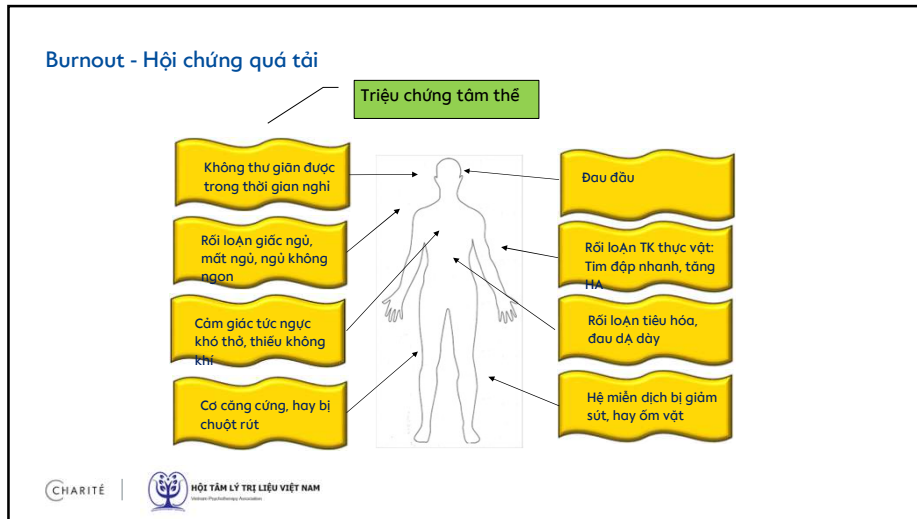 Burnout - Hội chứng quá tải
Triệu chứng tâm thể
Không thư giãn được
trong thời gian nghỉ
Rối loẠn giấc ngủ,
mất ngủ, ngủ không
ngon
Cảm giác tức ngực
khó thở, thiếu không
khí
Cơ căng cứng, hay bị
chuột rút
Đau đầu
Rối loẠn TK thực vật:
Tim đập nhanh, tăng
HA
Rối loẠn tiêu hóa,
đau dẠ dày
Hệ miễn dịch bị giảm
sút, hay ốm vặt
CHARITÉ
HỘI TÂM LÝ TRỊ LIỆU VIỆT NAM
Vietnam Psychotherapy Association